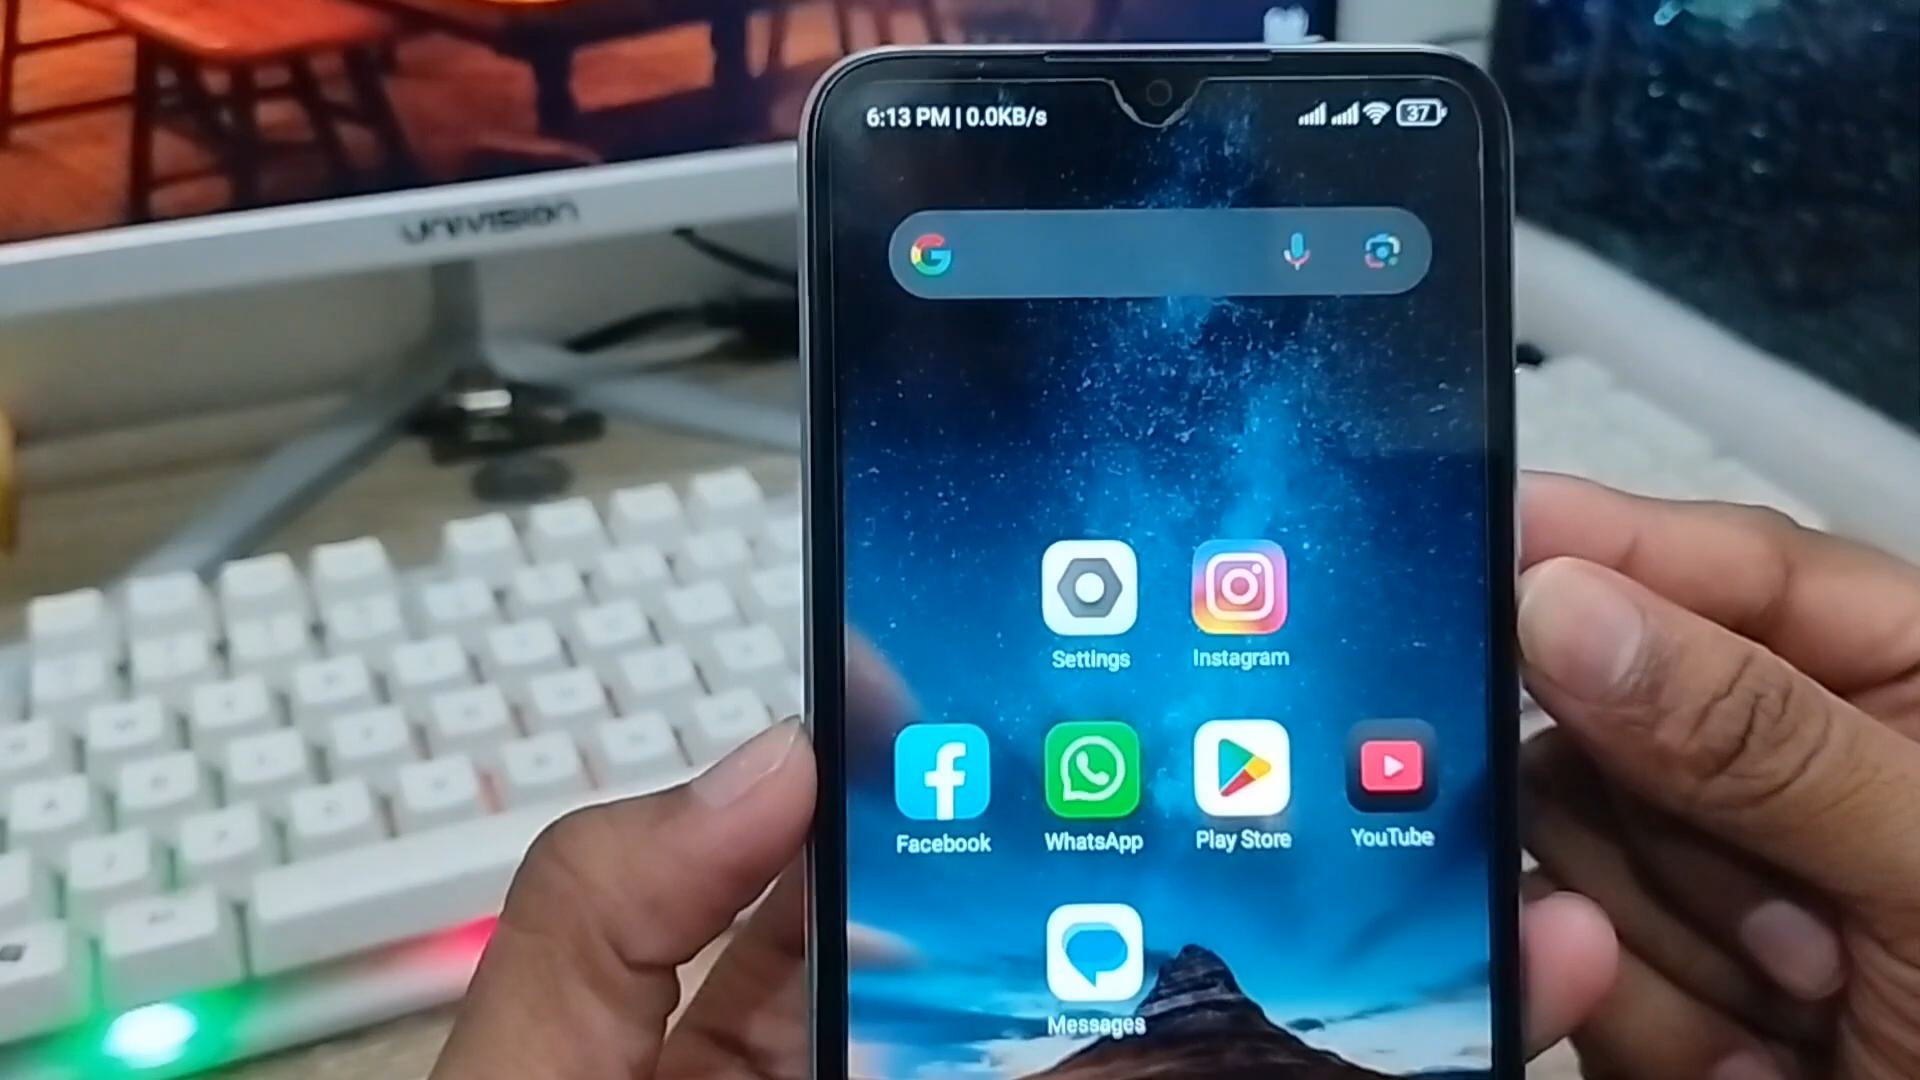 UNIVISION
6:13 PM | 0.0KB/s
37
Settings
Instagram
Facebook
WhatsApp
Play Store
YouTube
Messages